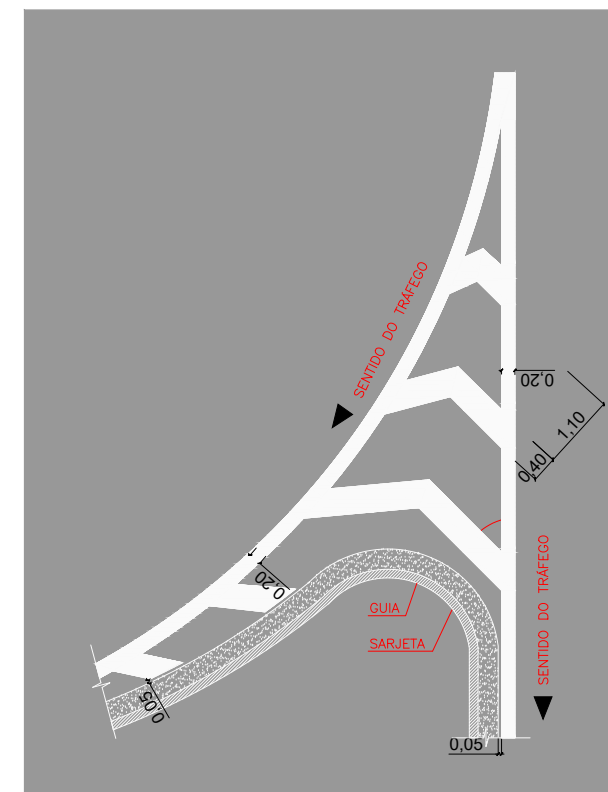 SENTIDO DO TRÁFEGO
0,20
1,10
0,40
SENTIDO DO TRÁFEGO
0,20
GUIA
SARJETA
0,05
0,05